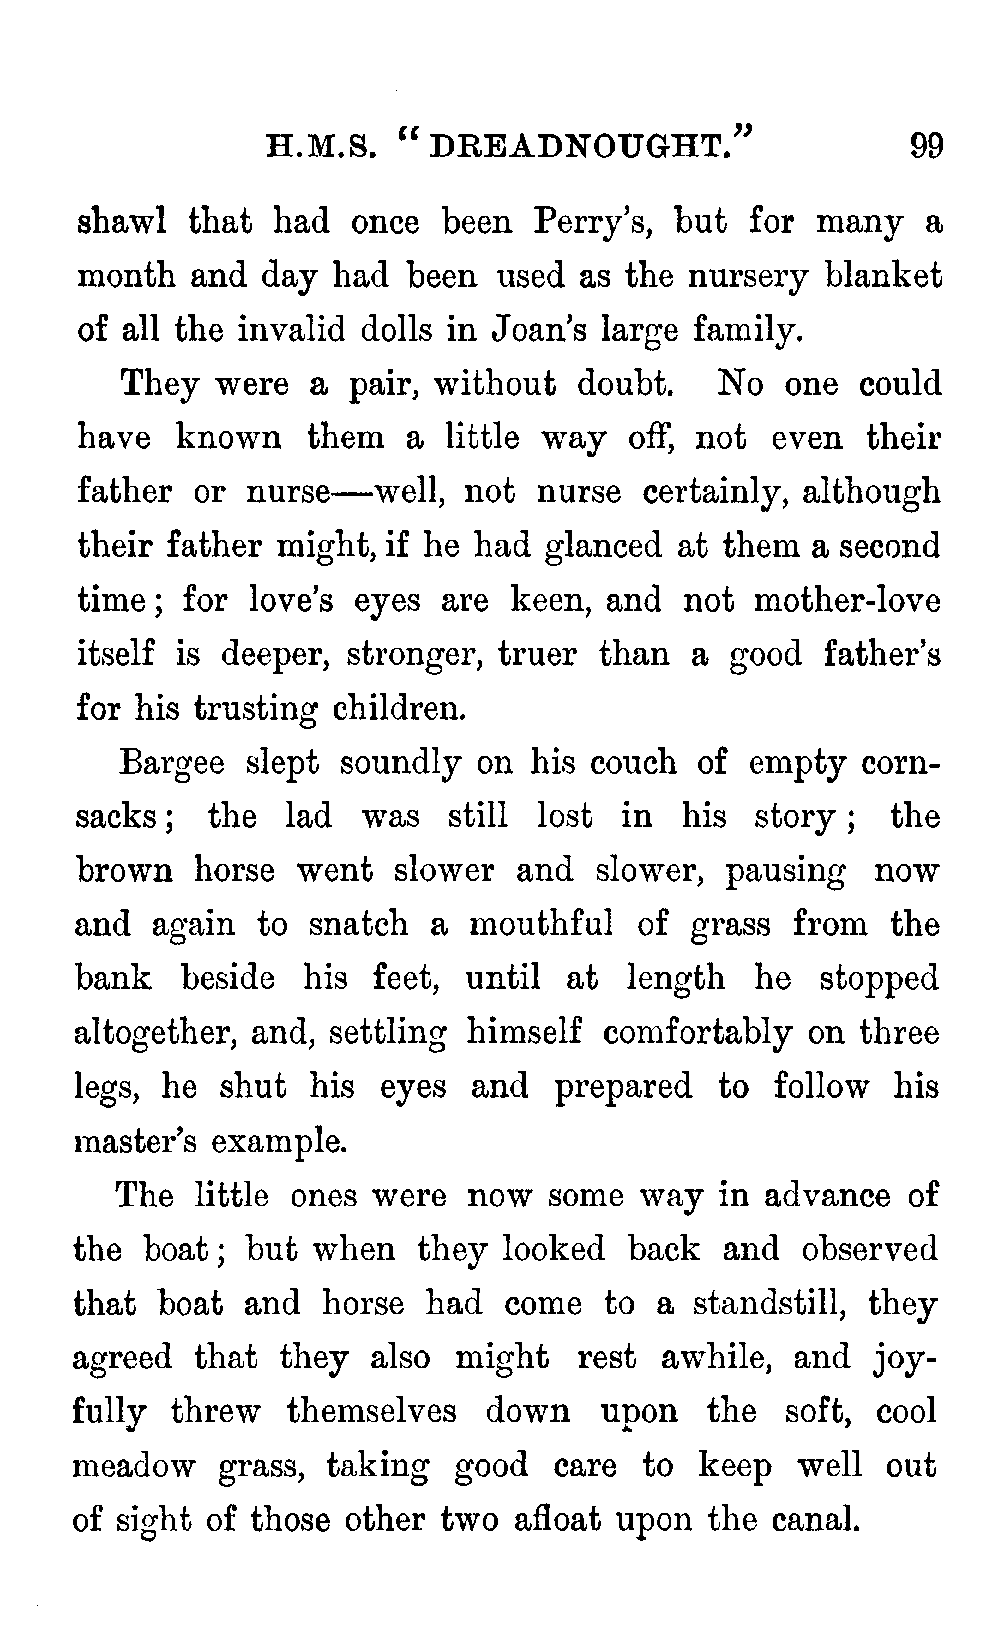 H.M.S. “DREADNOUGHT.” 99
shawl that had once been Perry’s, but for many a
month and day had been used as the nursery blanket
of all the invalid dolls in Joan’s large family.
They were a pair, without doubt. No one could
have known them a little way off, not even their
father or nurse—well, not nurse certainly, although
their father might, if he had glanced at them a second
time; for love’s eyes are keen, and not mother-love
itself is deeper, stronger, truer than a good father’s
for his trusting children.
Bargee slept soundly on his couch of empty corn-
sacks; the lad was still lost in his story; the
brown horse went slower and slower, pausing now
and again to snatch a mouthful of grass from the
bank beside his feet, until at length he stopped
altogether, and, settling himself comfortably on three
legs, he shut his eyes and prepared to follow his
master’s example.
The little ones were now some way in advance of
the boat; but when they looked back and observed
that boat and horse had come to a standstill, they
agreed that they also might rest awhile, and joy-
fully threw themselves down upon the soft, cool
meadow grass, taking good care to keep well out
of sight of those other two afloat upon the canal.